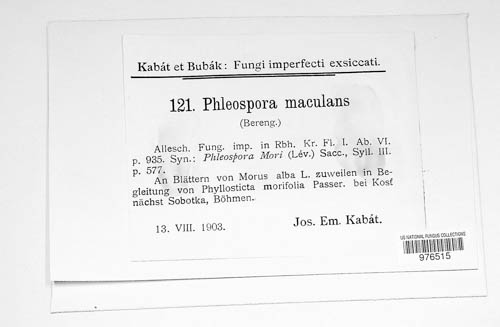 Kabát et Bubák: Fungi imperfecti exsiccati.
121. Phleospora maculans
(Bereng.)
Allesch. Fung. imp. in Rbh. Kr. Fl. I. Ab. VI.
p. 935. Syn.: Phleospora Mori (Lév.) Sacc., Syll. III.
p. 577.
An Blättern von Morus alba L. zuweilen in Be-
gleitung von Phyllosticta morifolia Passer. bei Kost
nächst Sobotka, Böhmen.
13. VIII. 1903.
Jos. Em. Kabát.
US NATIONAL FUNGUS COLLECTIONS
976515